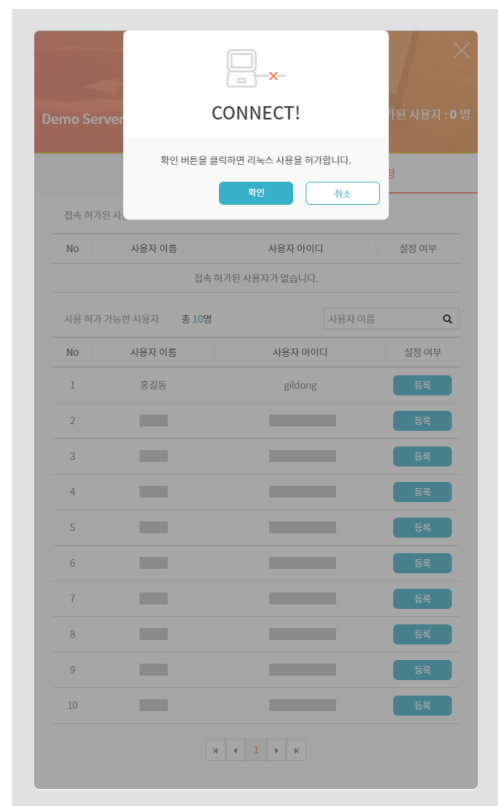 CONNECT!
Demo Server
가된 사용자 : 0 명
확인 버튼을 클릭하면 리눅스 사용을 허가합니다.
확인 취소
정
접속 허가된 사
No 사용자 이름 사용자 아이디 설정 여부
접속 허가된 사용자가 없습니다.
사용 허가 가능한 사용자 총 10명 사용자 이름
No 사용자 이름 사용자 아이디 설정 여부
1 홍길동 gildong 등록
2 등록
3 등록
4 등록
5 등록
6 등록
7 등록
8 등록
9 등록
10 등록
1